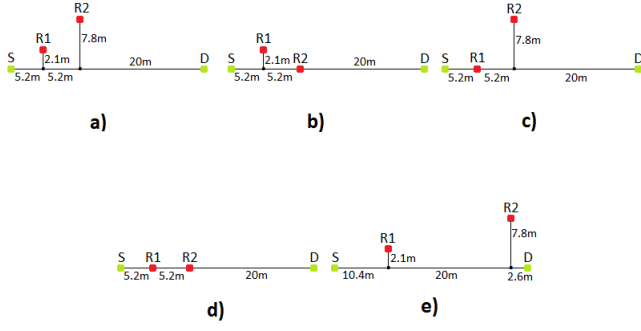 R2
R1
7.8m
2.1m
20m
S
D
5.2m 5.2m
a)
R1
2.1m
R2
20m
S
D
5.2m 5.2m
b)
R2
7.8m
S
R1
D
5.2m 5.2m
20m
c)
S R1 R2 D
5.2m 5.2m 20m
d)
R2
R1
7.8m
2.1m
S
D
10.4m 20m 2.6m
e)